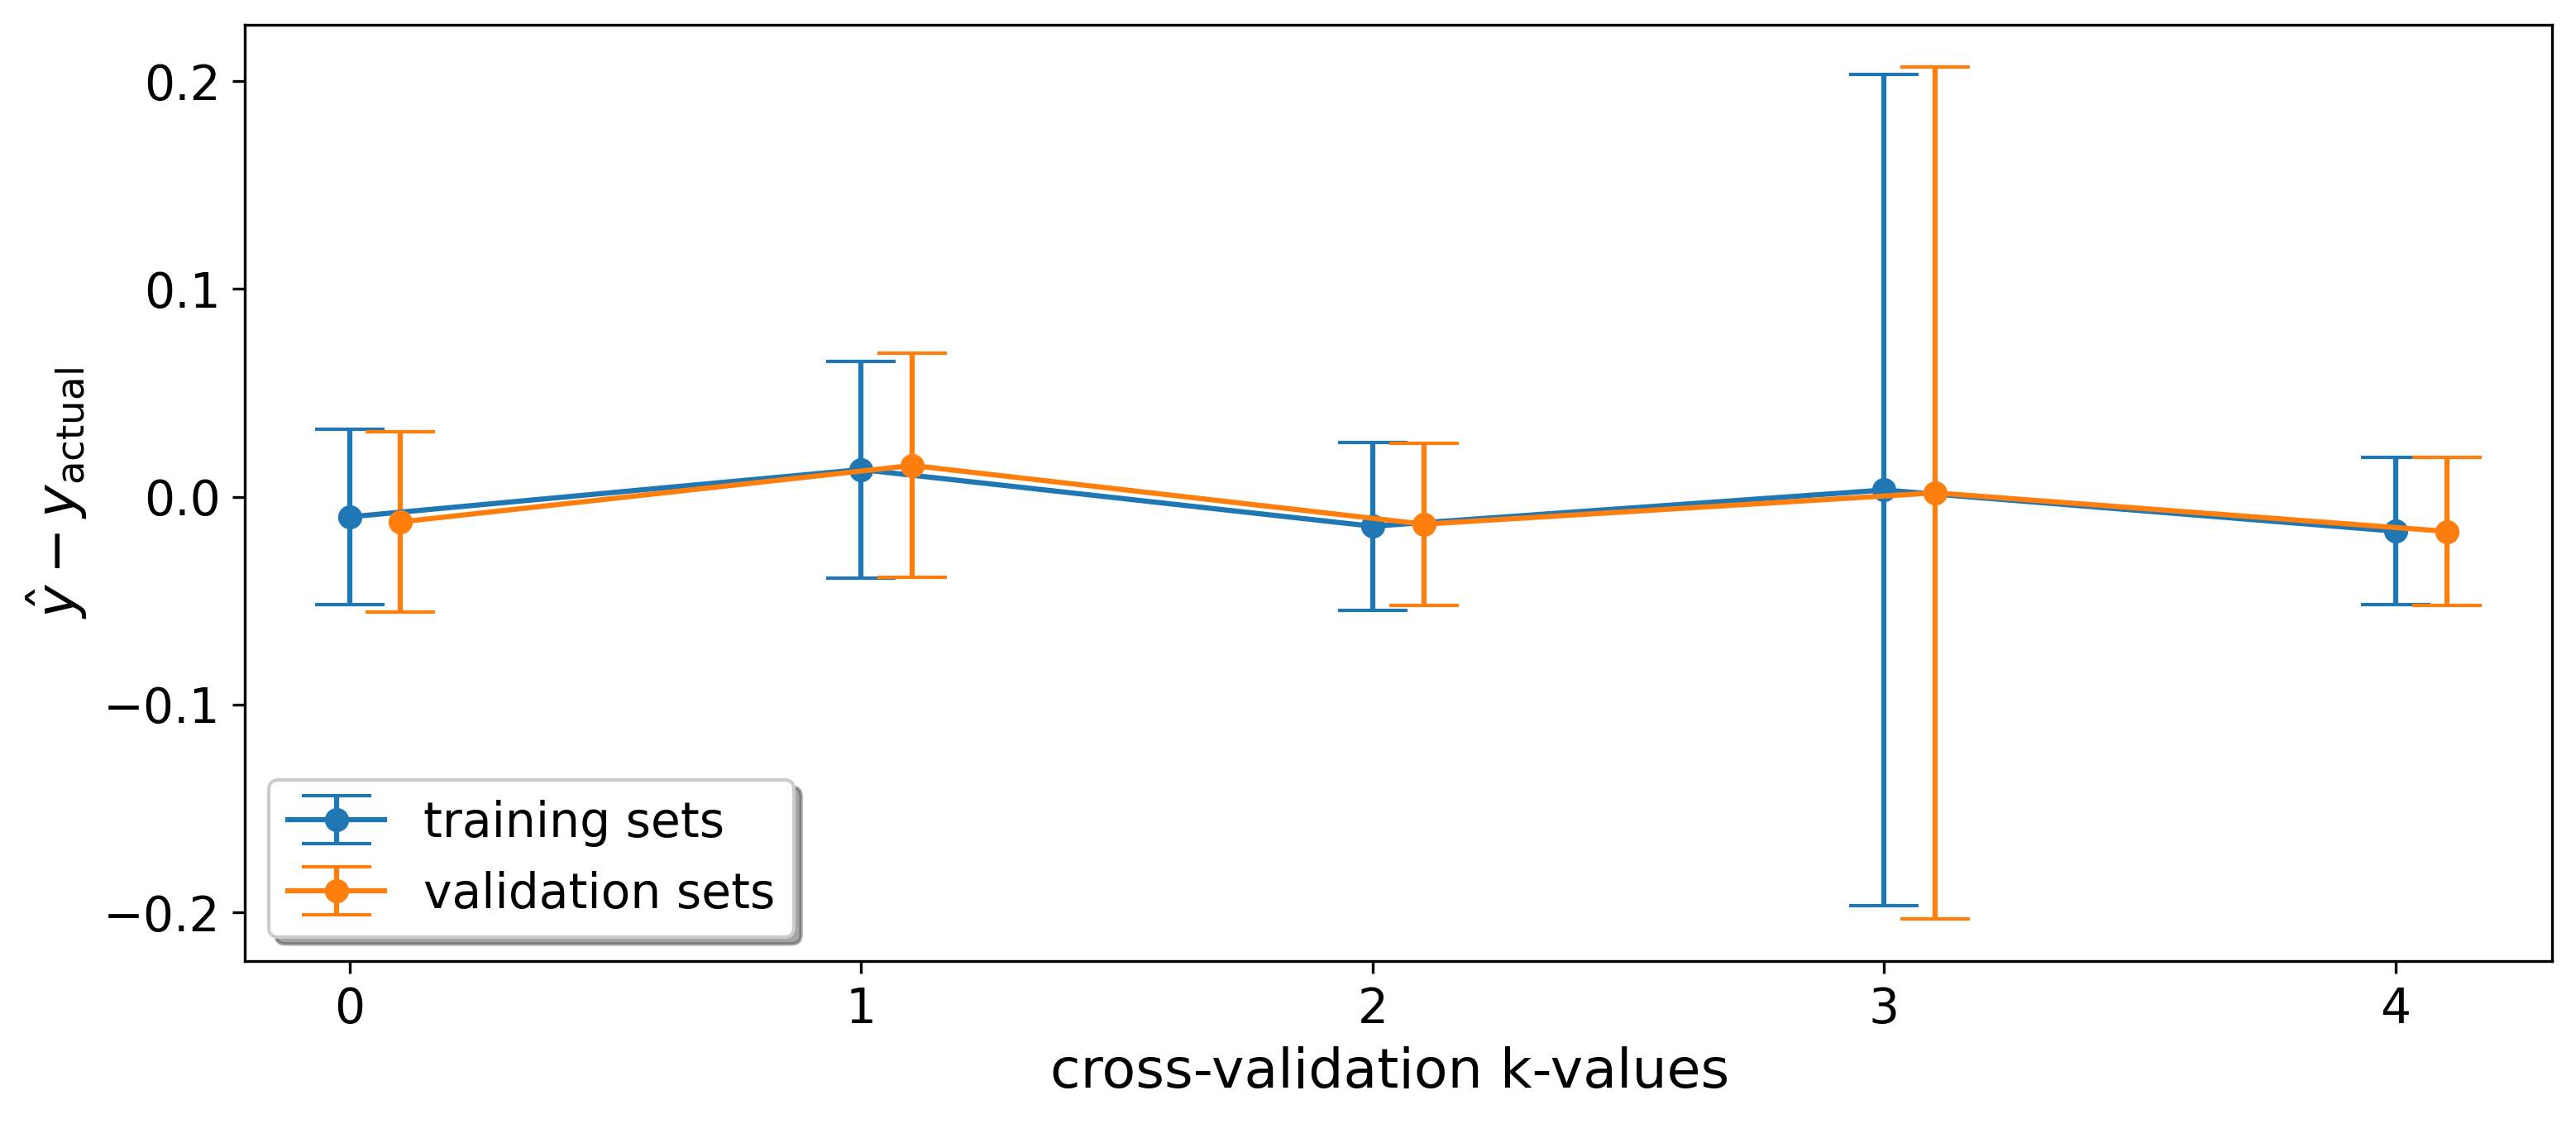 0.2
0.1
0.0
−0.1
−0.2
ŷ − y_actual
training sets
validation sets
0 1 2 3 4
cross-validation k-values